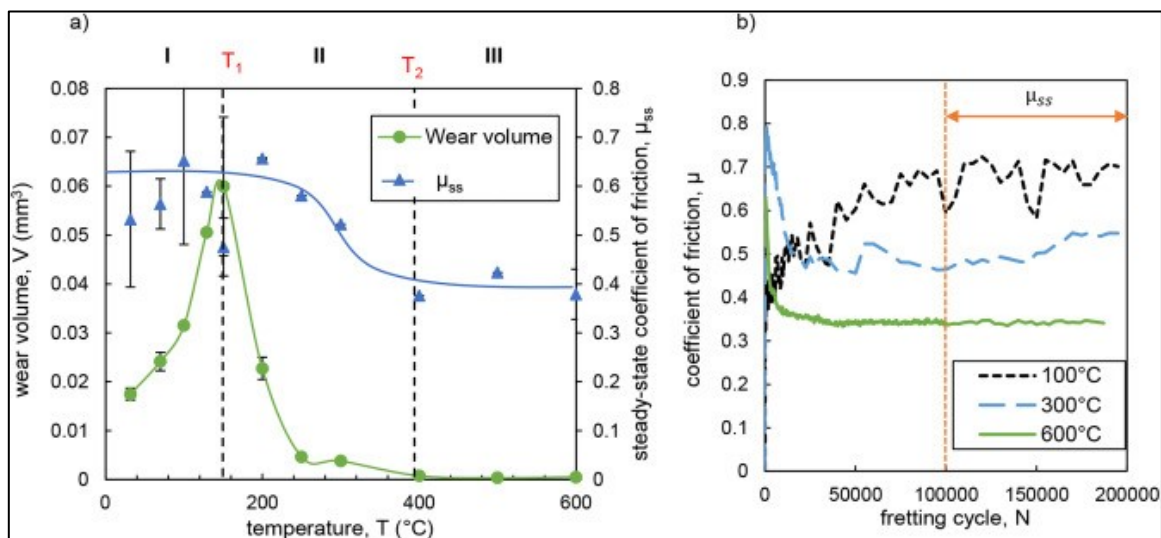 a)
I T₁ II T₂ III
0.08
0.07
0.06
0.05
0.04
0.03
0.02
0.01
0
wear volume, V (mm³)
Wear volume
μss
0.8
0.7
0.6
0.5
0.4
0.3
0.2
0.1
0
steady-state coefficient of friction, μss
0 200 400 600
temperature, T (°C)
b)
0.9
0.8
0.7
0.6
0.5
0.4
0.3
0.2
0.1
0
coefficient of friction, μ
μss
100°C
300°C
600°C
0 50000 100000 150000 200000
fretting cycle, N